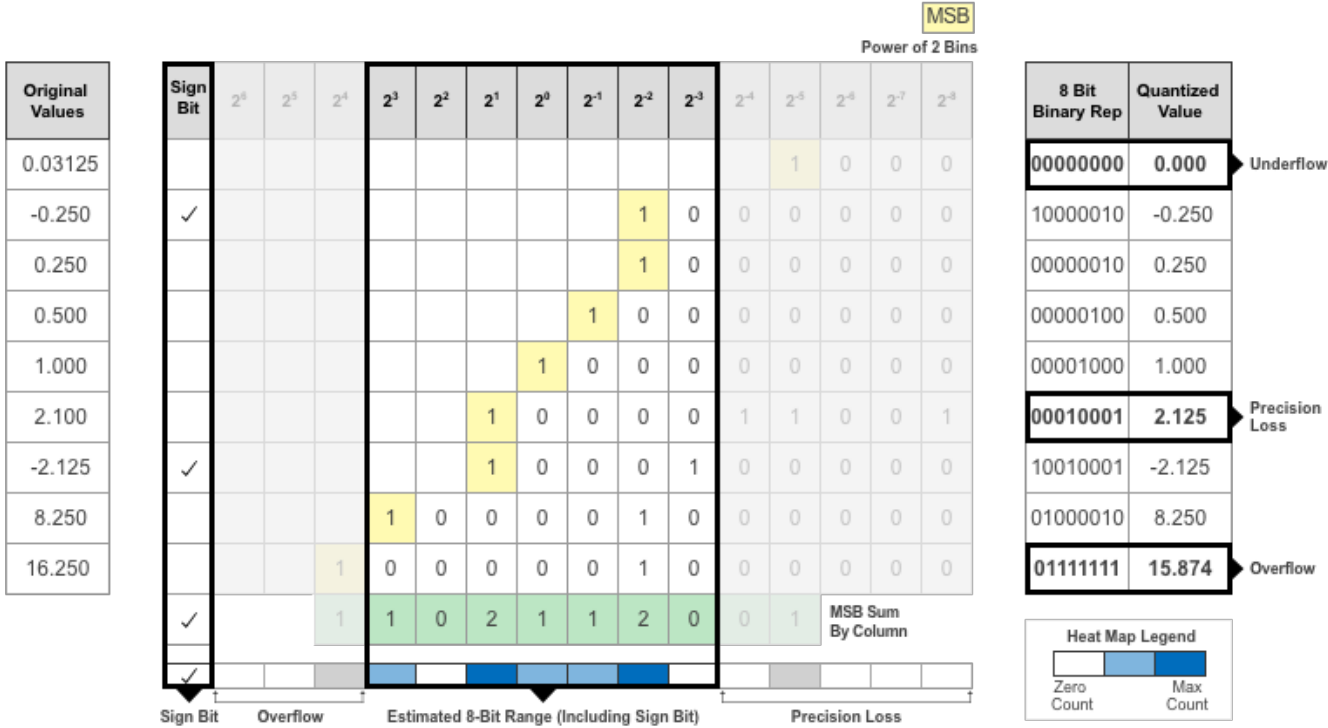 MSB
Power of 2 Bins
Original Values
Sign Bit 2⁶ 2⁵ 2⁴ 2³ 2² 2¹ 2⁰ 2⁻¹ 2⁻² 2⁻³ 2⁻⁴ 2⁻⁵ 2⁻⁶ 2⁻⁷ 2⁻⁸
8 Bit Binary Rep Quantized Value
0.03125 1 0 0 0 00000000 0.000 Underflow
-0.250 ✓ 1 0 0 0 0 0 0 10000010 -0.250
0.250 1 0 0 0 0 0 0 00000010 0.250
0.500 1 0 0 0 0 0 0 0 00000100 0.500
1.000 1 0 0 0 0 0 0 0 0 00001000 1.000
2.100 1 0 0 0 0 1 1 0 0 1 00010001 2.125 Precision Loss
-2.125 ✓ 1 0 0 0 1 0 0 0 0 0 10010001 -2.125
8.250 1 0 0 0 0 1 0 0 0 0 0 0 01000010 8.250
16.250 1 0 0 0 0 0 1 0 0 0 0 0 0 01111111 15.874 Overflow
✓ 1 1 0 2 1 1 2 0 0 1 MSB Sum By Column
✓
Sign Bit Overflow Estimated 8-Bit Range (Including Sign Bit) Precision Loss
Heat Map Legend
Zero Count
Max Count